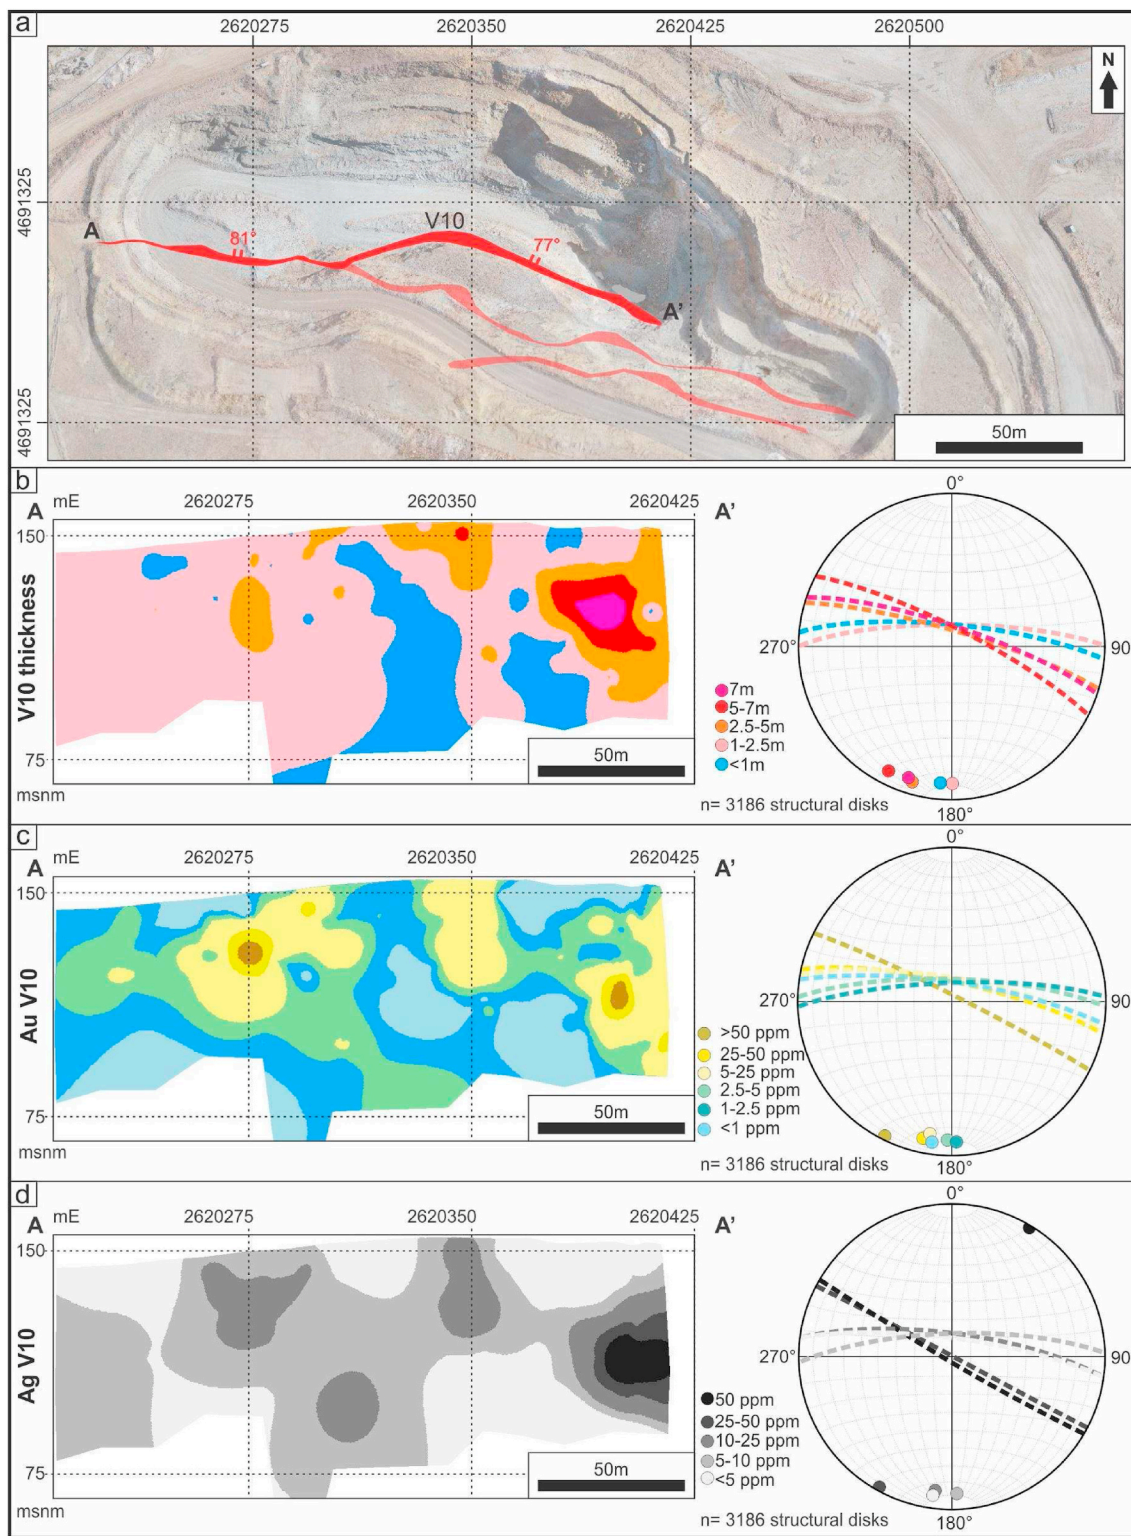 a
2620275 2620350 2620425 2620500
N
4691325
A
V10
81°
77°
A'
4691325
50m
b
A mE 2620275 2620350 2620425 A'
0°
150
V10 thickness
270° 90
7m
5-7m
2.5-5m
1-2.5m
<1m
75
50m
msnm
n= 3186 structural disks
180°
c
A mE 2620275 2620350 2620425 A'
0°
150
Au V10
270° 90
>50 ppm
25-50 ppm
5-25 ppm
2.5-5 ppm
1-2.5 ppm
<1 ppm
75
50m
msnm
n= 3186 structural disks
180°
d
A mE 2620275 2620350 2620425 A'
0°
150
Ag V10
270° 90
50 ppm
25-50 ppm
10-25 ppm
5-10 ppm
<5 ppm
75
50m
msnm
n= 3186 structural disks
180°